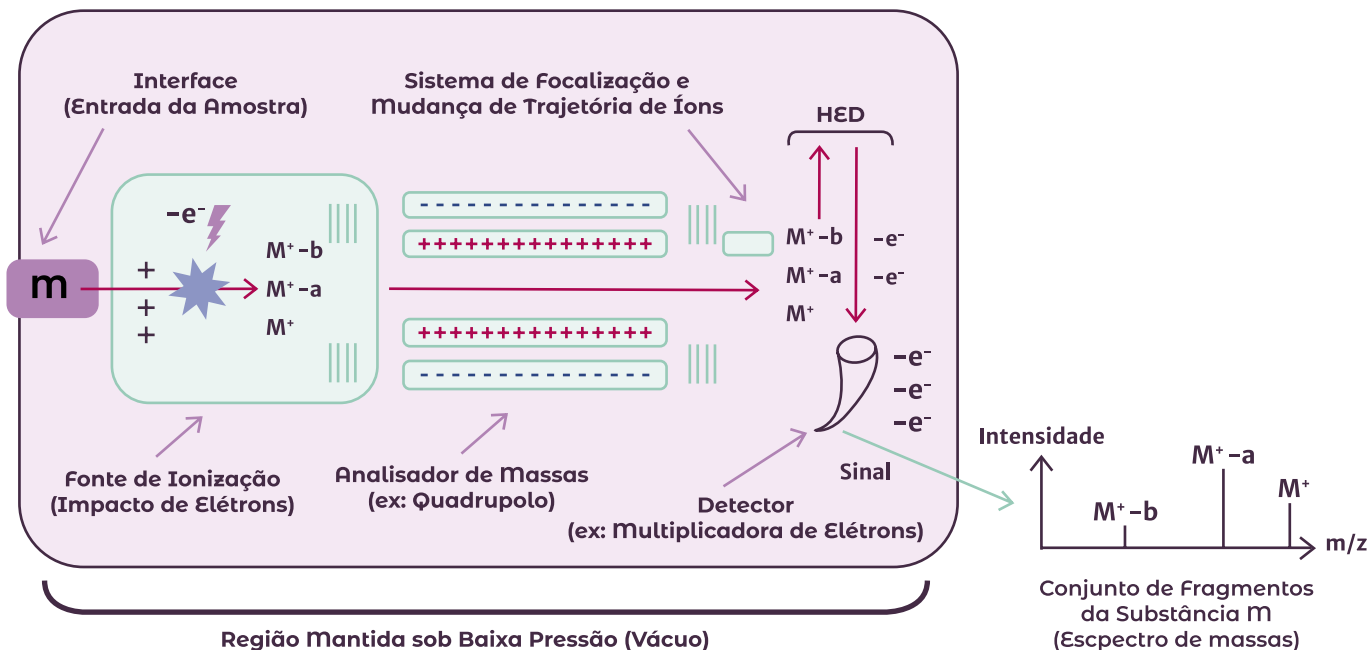 Interface
(Entrada da Amostra)
Sistema de Focalização e
Mudança de Trajetória de Íons
HED
-e⁻
M⁺-b
M⁺-a
M⁺
m
+
+
+
- - - - - - - - - - - - - -
+++++++++++++++
+++++++++++++++
- - - - - - - - - - - - - -
M⁺-b
M⁺-a
M⁺
-e⁻
-e⁻
-e⁻
-e⁻
-e⁻
Sinal
Fonte de Ionização
(Impacto de Elétrons)
Analisador de Massas
(ex: Quadrupolo)
Detector
(ex: Multiplicadora de Elétrons)
Intensidade
M⁺-b
M⁺-a
M⁺
m/z
Conjunto de Fragmentos
da Substância M
(Escpectro de massas)
Região Mantida sob Baixa Pressão (Vácuo)